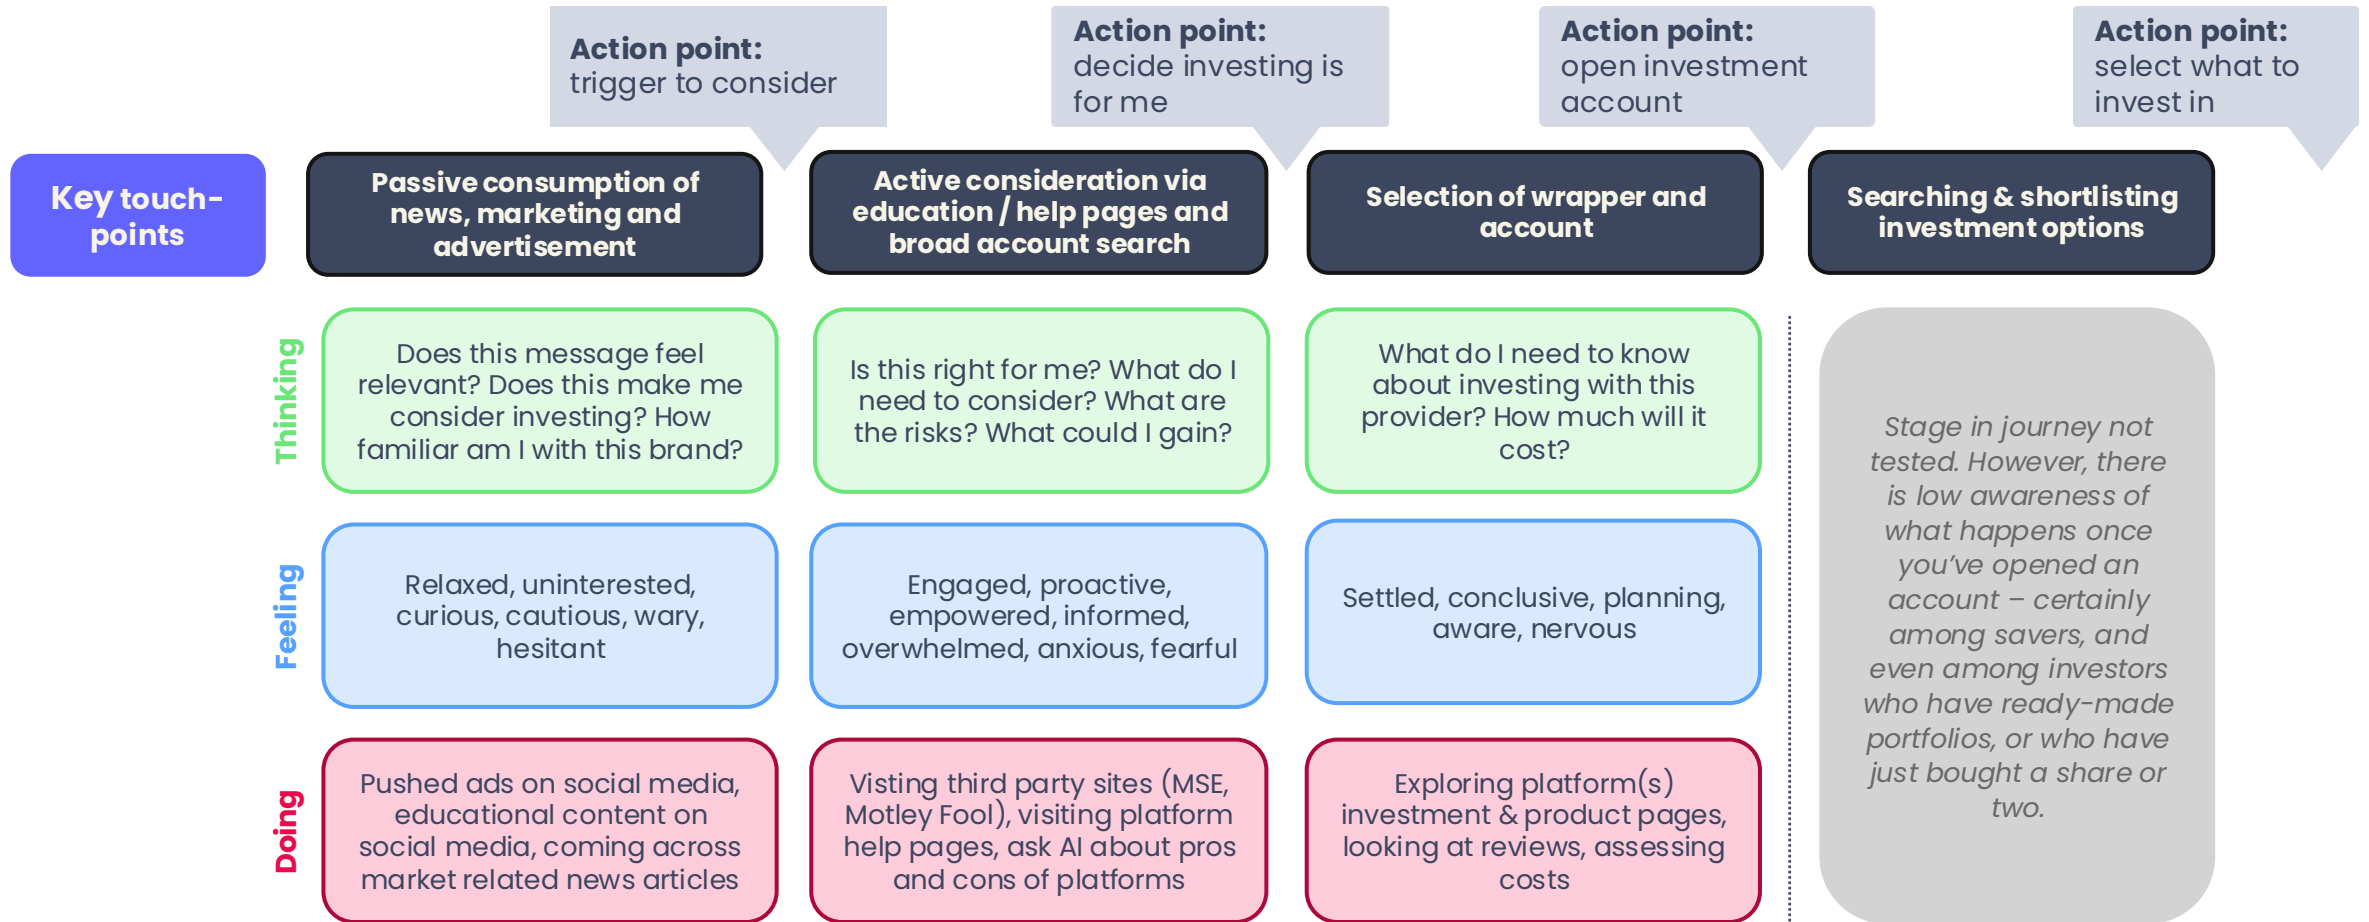 Action point:
trigger to consider
Action point:
decide investing is
for me
Action point:
open investment
account
Action point:
select what to
invest in
Key touch-
points
Passive consumption of
news, marketing and
advertisement
Active consideration via
education / help pages and
broad account search
Selection of wrapper and
account
Searching & shortlisting
investment options
Thinking
Does this message feel
relevant? Does this make me
consider investing? How
familiar am I with this brand?
Is this right for me? What do I
need to consider? What are
the risks? What could I gain?
What do I need to know
about investing with this
provider? How much will it
cost?
Stage in journey not
tested. However, there
is low awareness of
what happens once
you’ve opened an
account – certainly
among savers, and
even among investors
who have ready-made
portfolios, or who have
just bought a share or
two.
Feeling
Relaxed, uninterested,
curious, cautious, wary,
hesitant
Engaged, proactive,
empowered, informed,
overwhelmed, anxious, fearful
Settled, conclusive, planning,
aware, nervous
Doing
Pushed ads on social media,
educational content on
social media, coming across
market related news articles
Visting third party sites (MSE,
Motley Fool), visiting platform
help pages, ask AI about pros
and cons of platforms
Exploring platform(s)
investment & product pages,
looking at reviews, assessing
costs